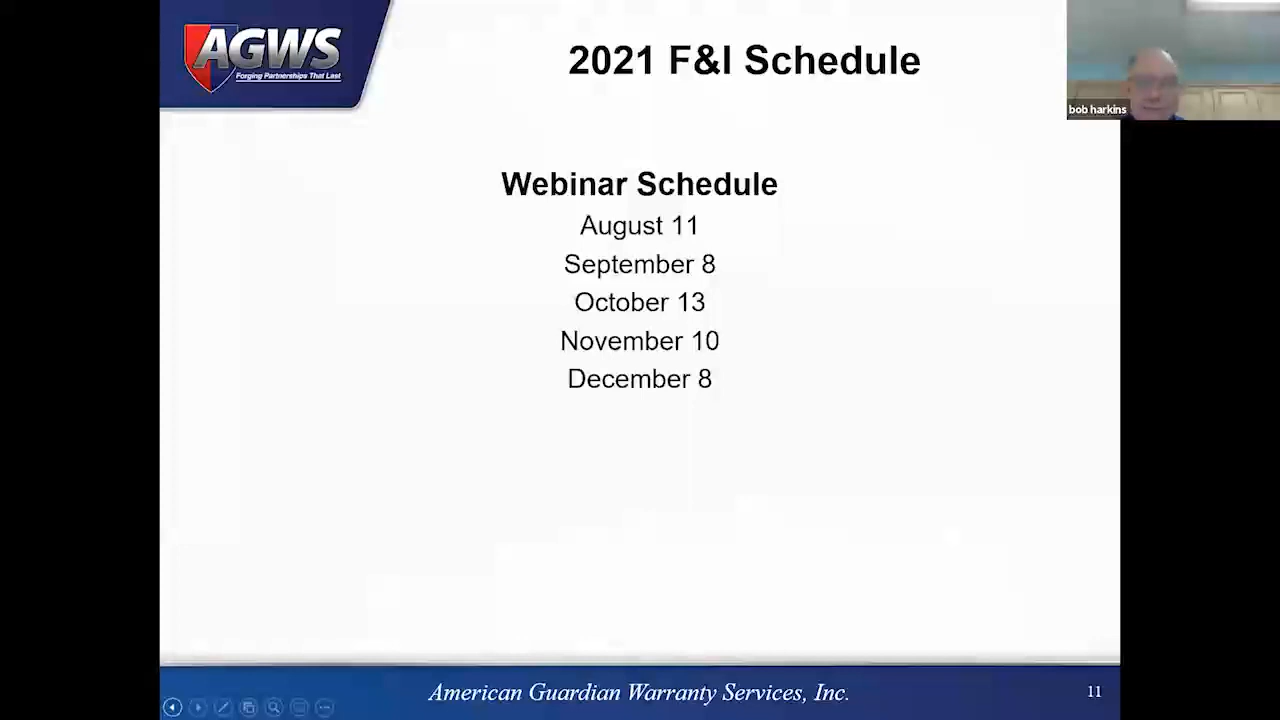 AGWS
Forging Partnerships That Last
2021 F&I Schedule
bob harkins
Webinar Schedule
August 11
September 8
October 13
November 10
December 8
American Guardian Warranty Services, Inc.
11